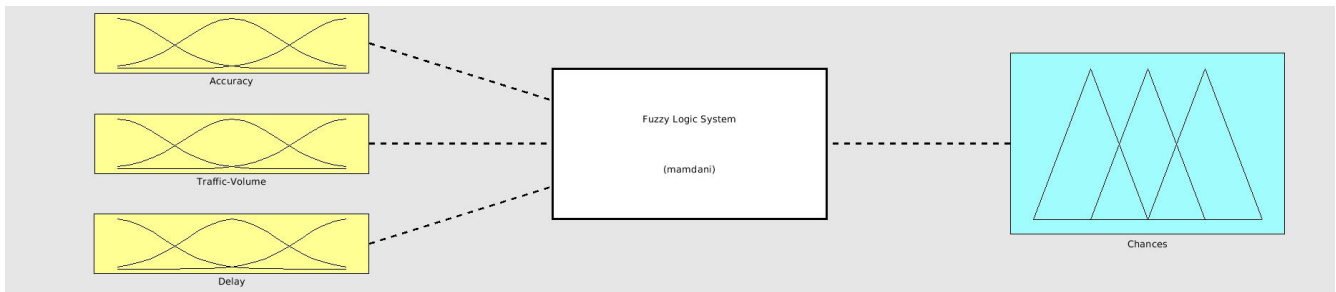 Accuracy
Traffic-Volume
Delay
Fuzzy Logic System
(mamdani)
Chances